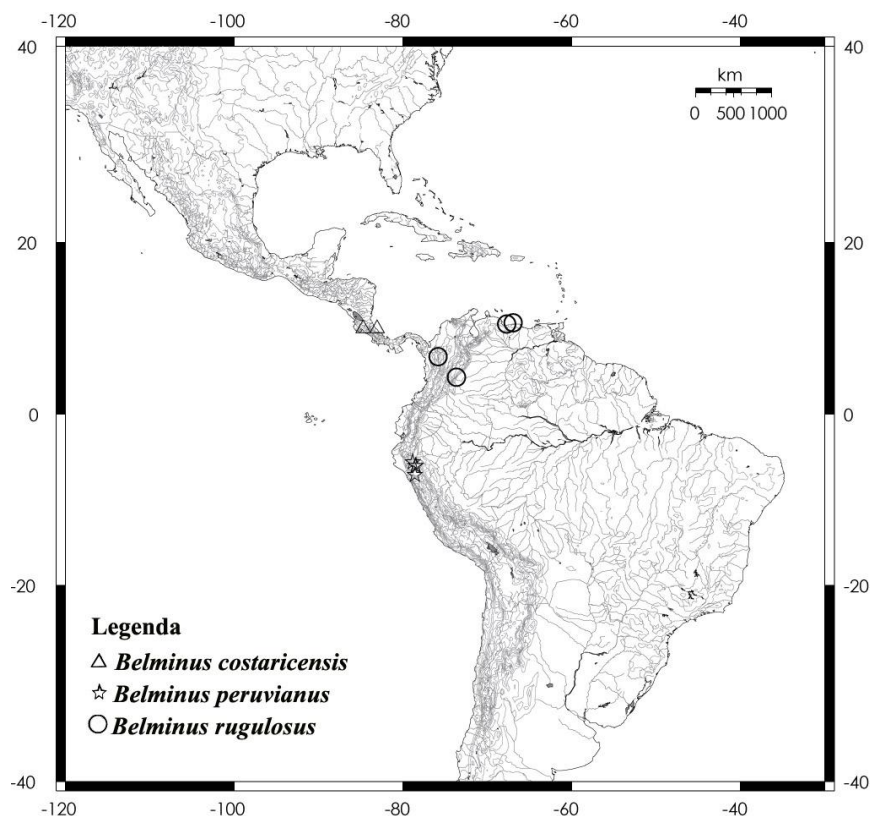 -120 -100 -80 -60 -40
40 40
km
0 500 1000
20 20
0 0
-20 -20
Legenda
Belminus costaricensis
Belminus peruvianus
Belminus rugulosus
-40 -40
-120 -100 -80 -60 -40